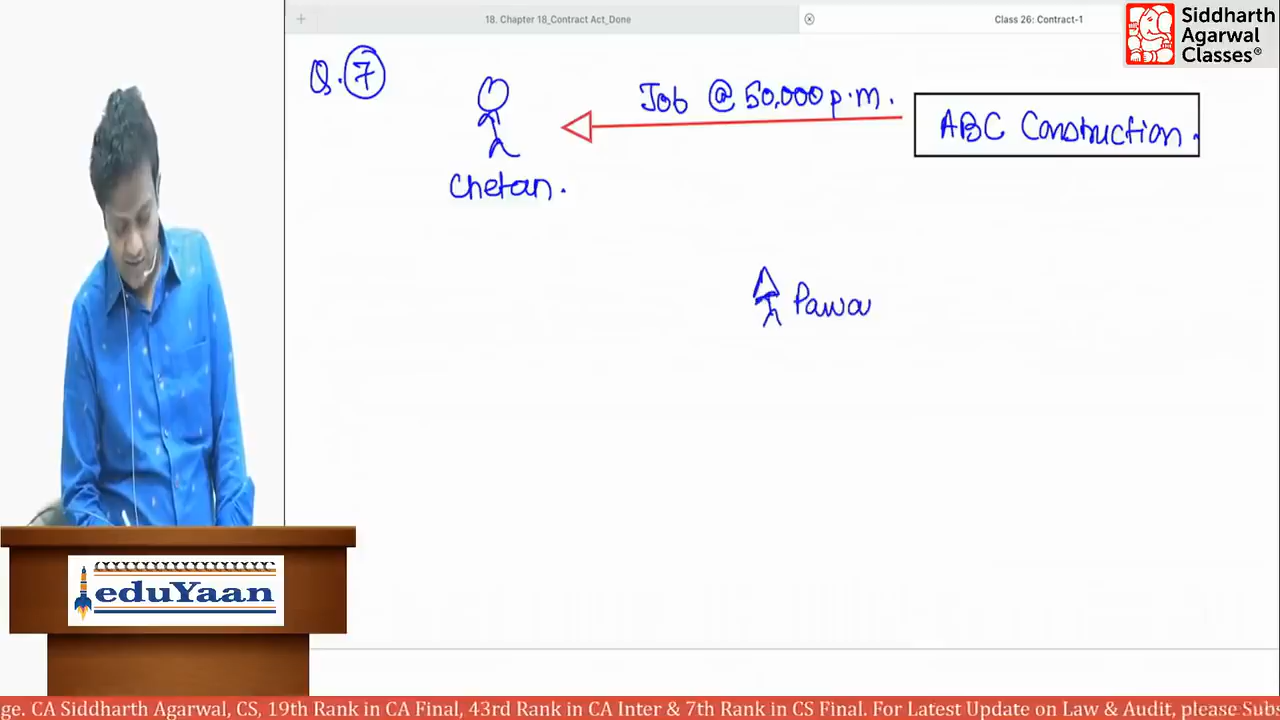 18. Chapter 18_Contract Act_Done
Class 26: Contract-1
Siddharth
Agarwal
Classes®
Q. 7
Job @ 50,000 p.m.
ABC Construction.
Chetan.
Pawa
eduYaan
ge. CA Siddharth Agarwal, CS, 19th Rank in CA Final, 43rd Rank in CA Inter & 7th Rank in CS Final. For Latest Update on Law & Audit, please Subs